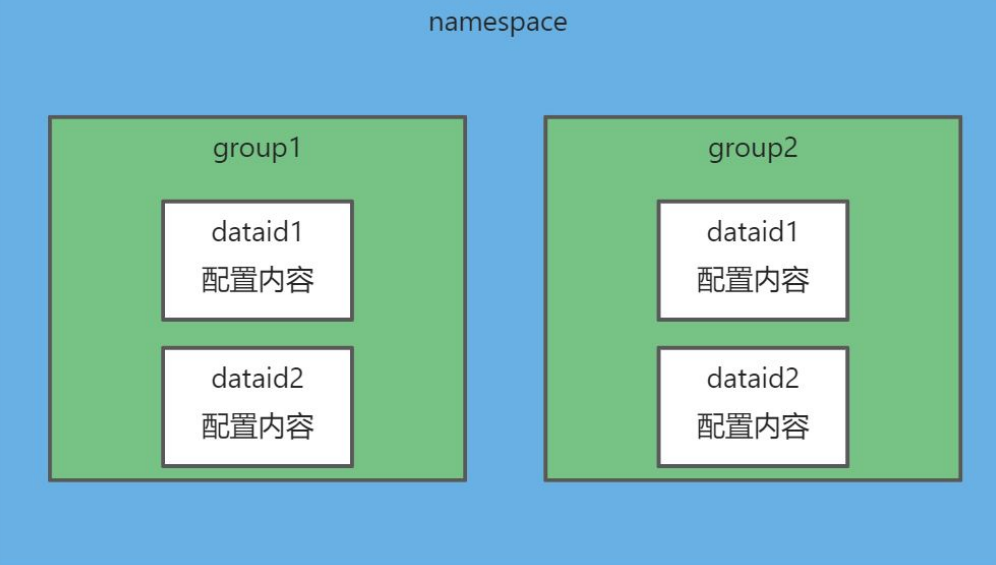 namespace
group1
dataid1
配置内容
dataid2
配置内容
group2
dataid1
配置内容
dataid2
配置内容